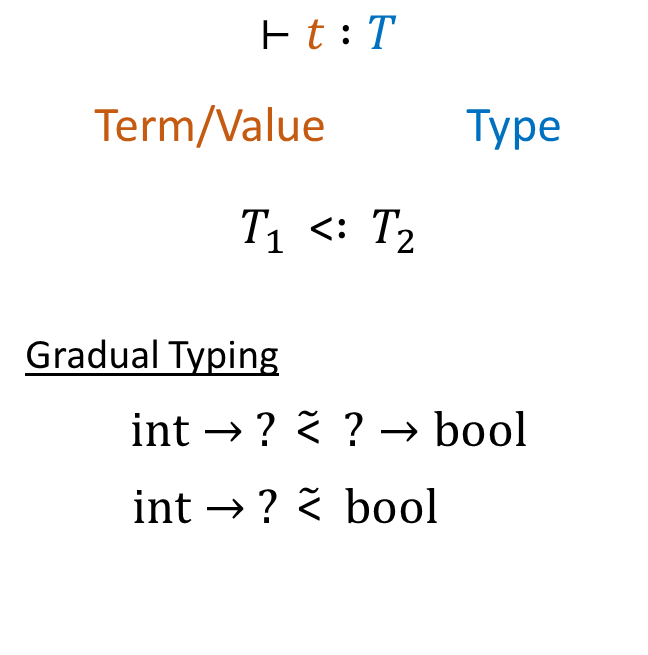 ⊢ t : T
Term/Value Type
T₁ <: T₂
Gradual Typing
int → ? ≲̃ ? → bool
int → ? ≲̃ bool